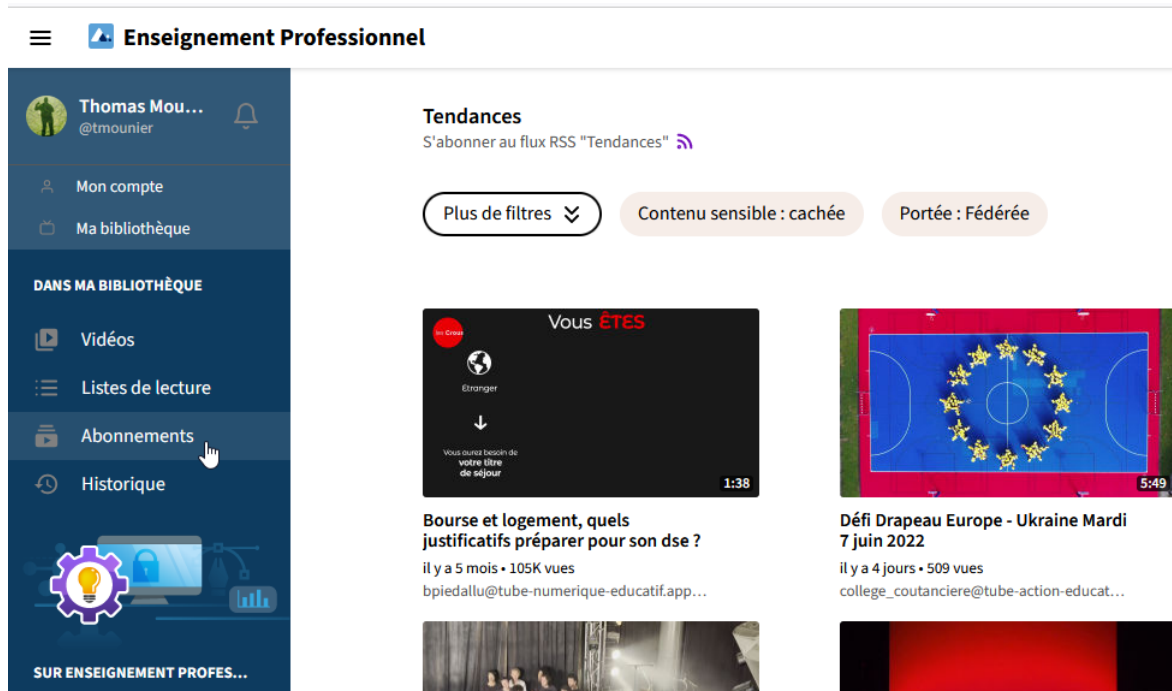 Enseignement Professionnel
Thomas Mou...
@tmounier
Mon compte
Ma bibliothèque
DANS MA BIBLIOTHÈQUE
Vidéos
Listes de lecture
Abonnements
Historique
SUR ENSEIGNEMENT PROFES...
Tendances
S'abonner au flux RSS "Tendances"
Plus de filtres
Contenu sensible : cachée
Portée : Fédérée
les Crous
Vous ÊTES
Etranger
Vous aurez besoin de
votre titre
de séjour
1:38
Bourse et logement, quels
justificatifs préparer pour son dse ?
il y a 5 mois • 105K vues
bpiedallu@tube-numerique-educatif.app...
5:49
Défi Drapeau Europe - Ukraine Mardi
7 juin 2022
il y a 4 jours • 509 vues
college_coutanciere@tube-action-educat...